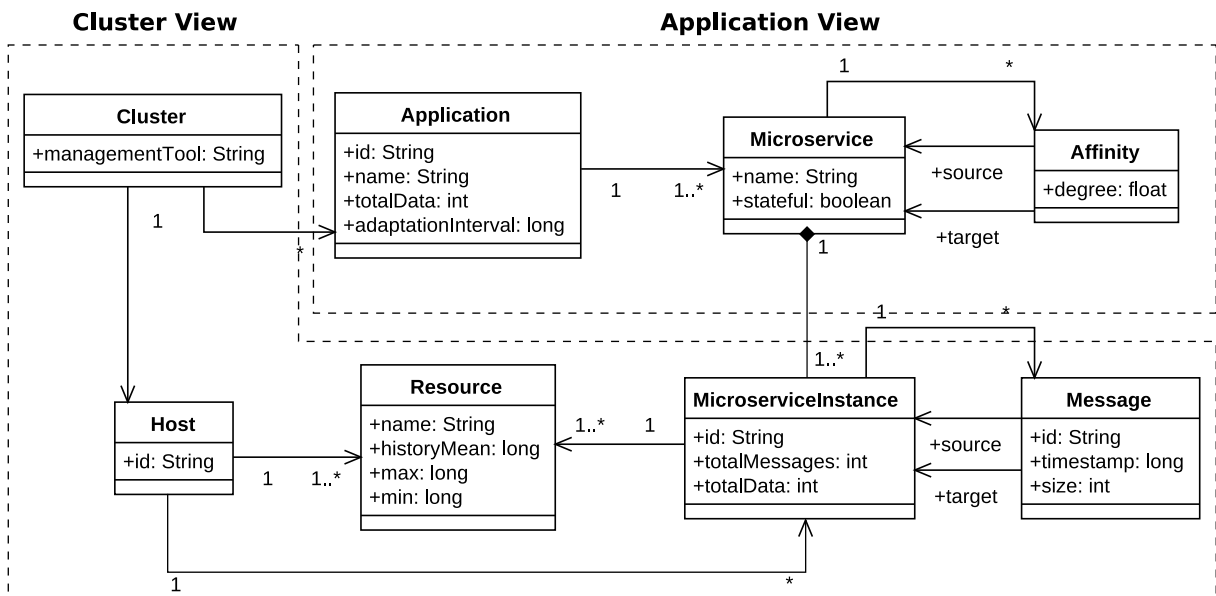 Cluster View
Application View
Cluster
+managementTool: String
1
*
Application
+id: String
+name: String
+totalData: int
+adaptationInterval: long
1
1..*
Microservice
+name: String
+stateful: boolean
1
*
Affinity
+degree: float
+source
+target
1
1..*
Host
+id: String
1
1..*
Resource
+name: String
+historyMean: long
+max: long
+min: long
1..*
1
MicroserviceInstance
+id: String
+totalMessages: int
+totalData: int
1
*
Message
+id: String
+timestamp: long
+size: int
+source
+target
1
*